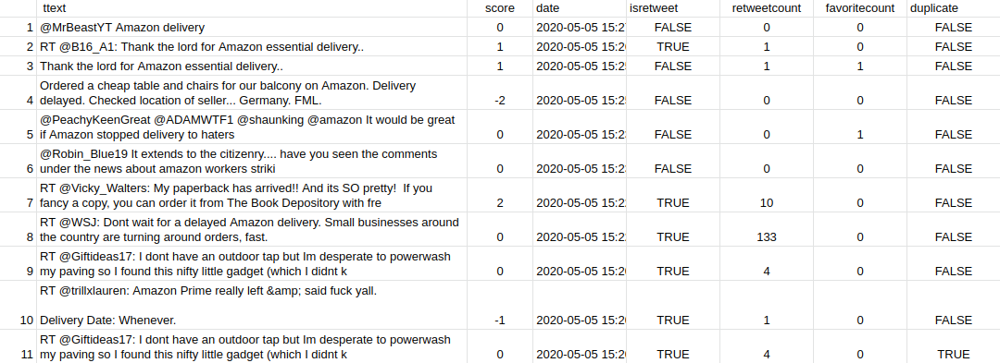 ttext score date isretweet retweetcount favoritecount duplicate
1 @MrBeastYT Amazon delivery 0 2020-05-05 15:2 FALSE 0 0 FALSE
2 RT @B16_A1: Thank the lord for Amazon essential delivery.. 1 2020-05-05 15:2 TRUE 1 0 FALSE
3 Thank the lord for Amazon essential delivery.. 1 2020-05-05 15:2 FALSE 1 1 FALSE
Ordered a cheap table and chairs for our balcony on Amazon. Delivery
4 delayed. Checked location of seller... Germany. FML. -2 2020-05-05 15:2 FALSE 0 0 FALSE
@PeachyKeenGreat @ADAMWTF1 @shaunking @amazon It would be great
5 if Amazon stopped delivery to haters 0 2020-05-05 15:2 FALSE 0 1 FALSE
@Robin_Blue19 It extends to the citizenry.... have you seen the comments
6 under the news about amazon workers striki 0 2020-05-05 15:2 FALSE 0 0 FALSE
RT @Vicky_Walters: My paperback has arrived!! And its SO pretty! If you
7 fancy a copy, you can order it from The Book Depository with fre 2 2020-05-05 15:2 TRUE 10 0 FALSE
RT @WSJ: Dont wait for a delayed Amazon delivery. Small businesses around
8 the country are turning around orders, fast. 0 2020-05-05 15:2 TRUE 133 0 FALSE
RT @Giftideas17: I dont have an outdoor tap but Im desperate to powerwash
9 my paving so I found this nifty little gadget (which I didnt k 0 2020-05-05 15:2 TRUE 4 0 FALSE
RT @trillxlauren: Amazon Prime really left &amp; said fuck yall.
10 Delivery Date: Whenever. -1 2020-05-05 15:2 TRUE 1 0 FALSE
RT @Giftideas17: I dont have an outdoor tap but Im desperate to powerwash
11 my paving so I found this nifty little gadget (which I didnt k 0 2020-05-05 15:2 TRUE 4 0 TRUE